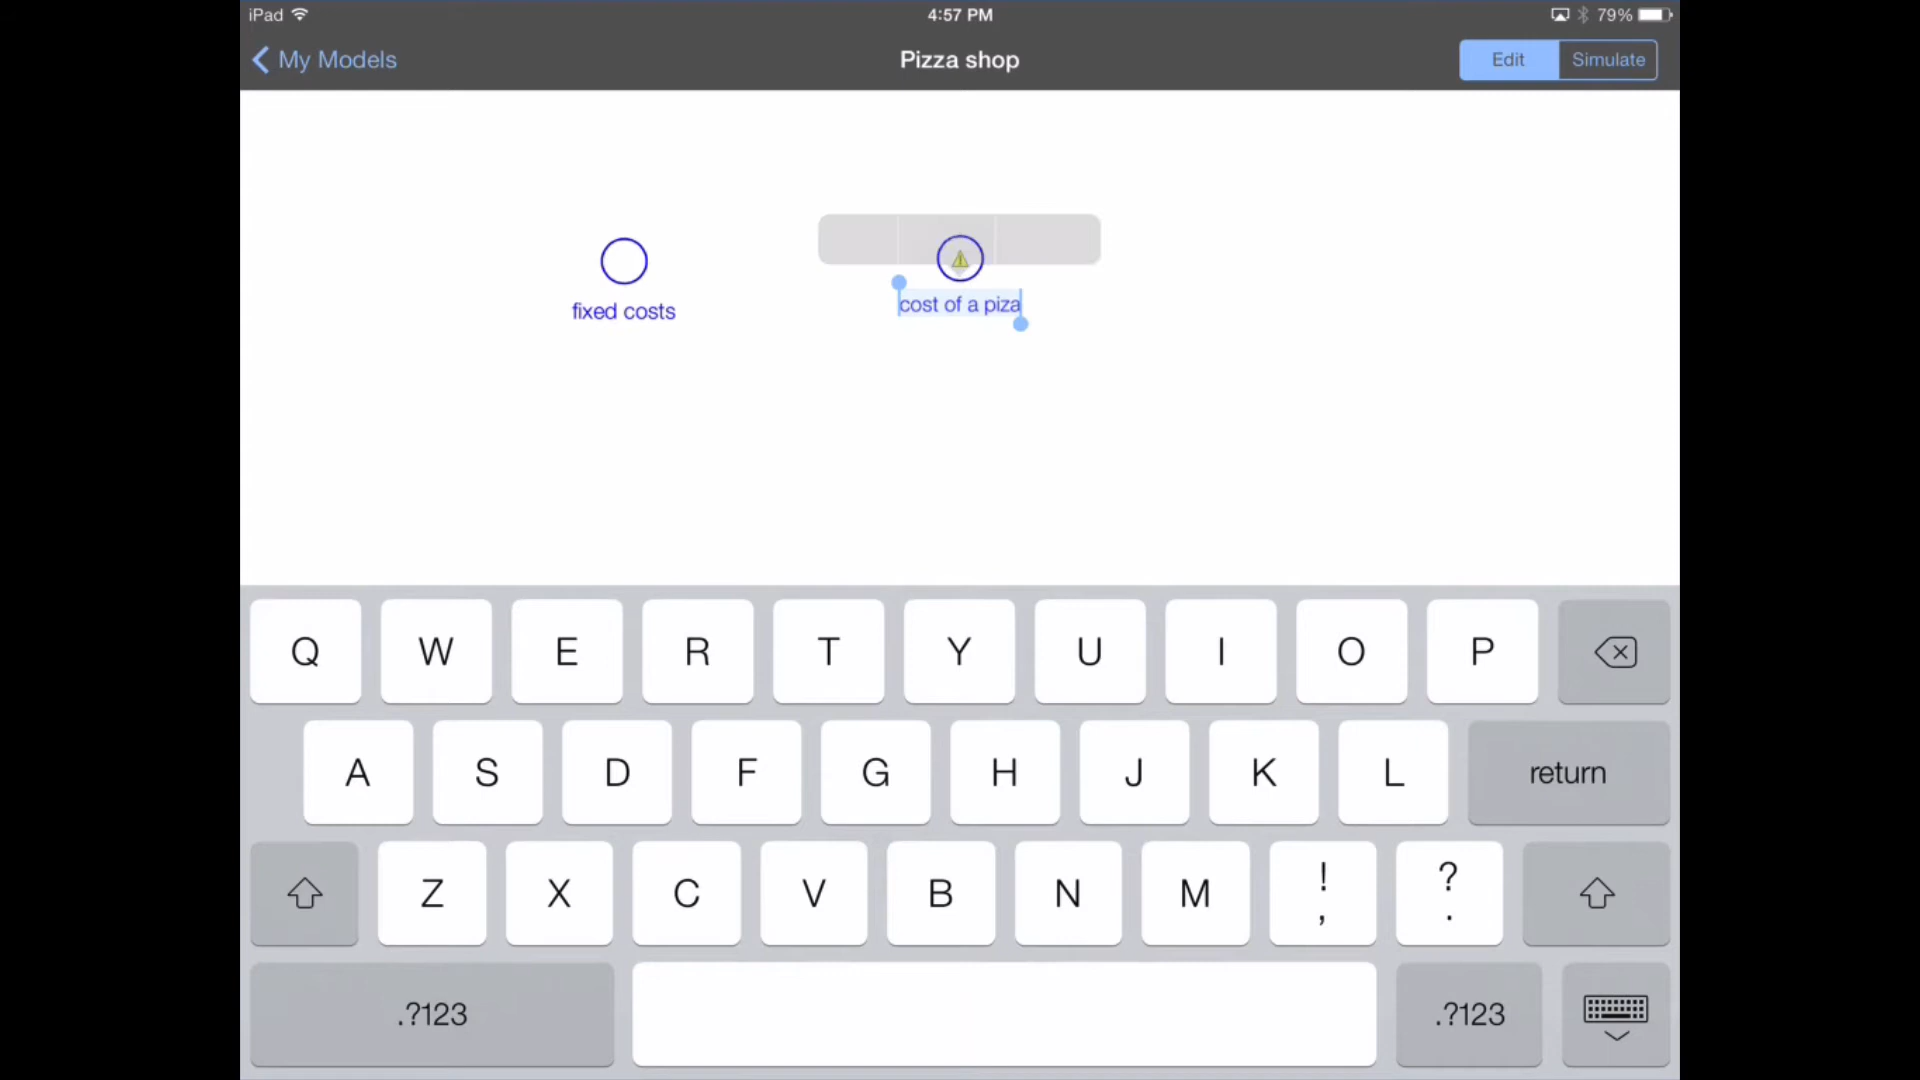 iPad 4:57 PM 79%
My Models Pizza shop Edit Simulate
fixed costs
cost of a piza
Q W E R T Y U I O P
A S D F G H J K L return
Z X C V B N M ! , ? .
.?123 .?123